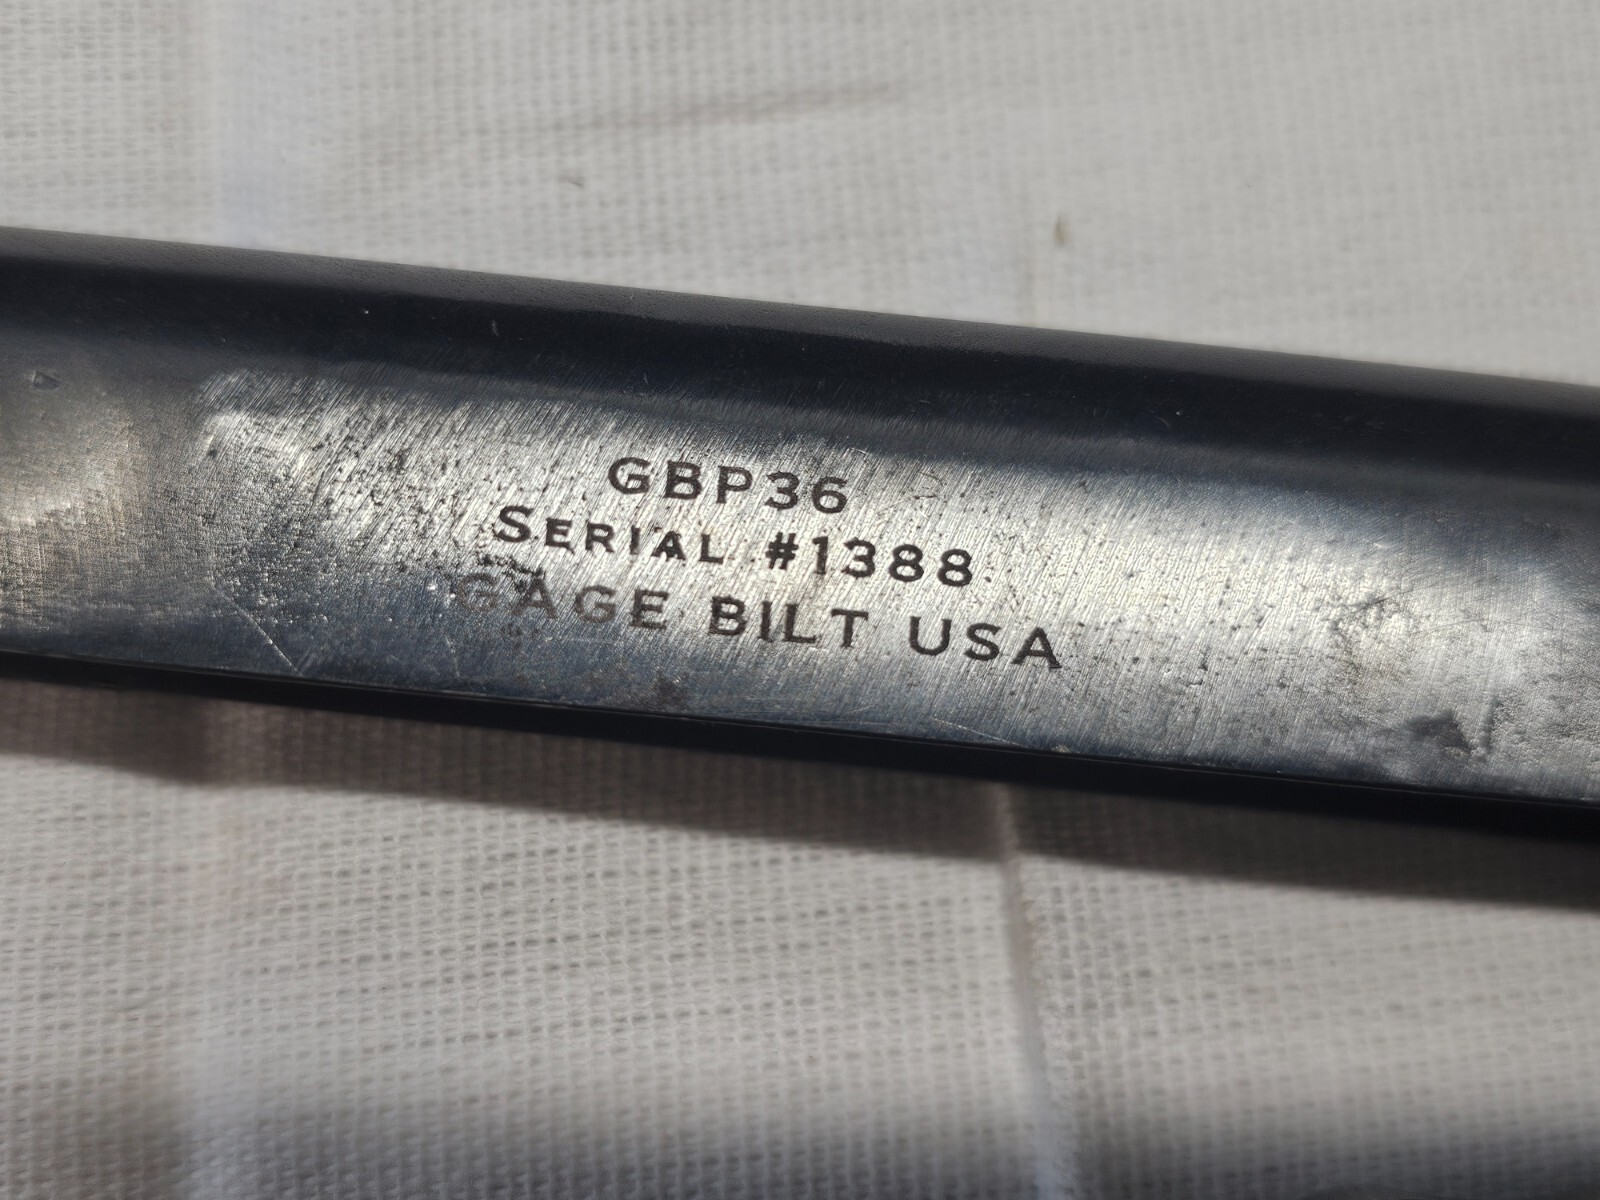 GBP36
SERIAL #1388
GAGE BILT USA